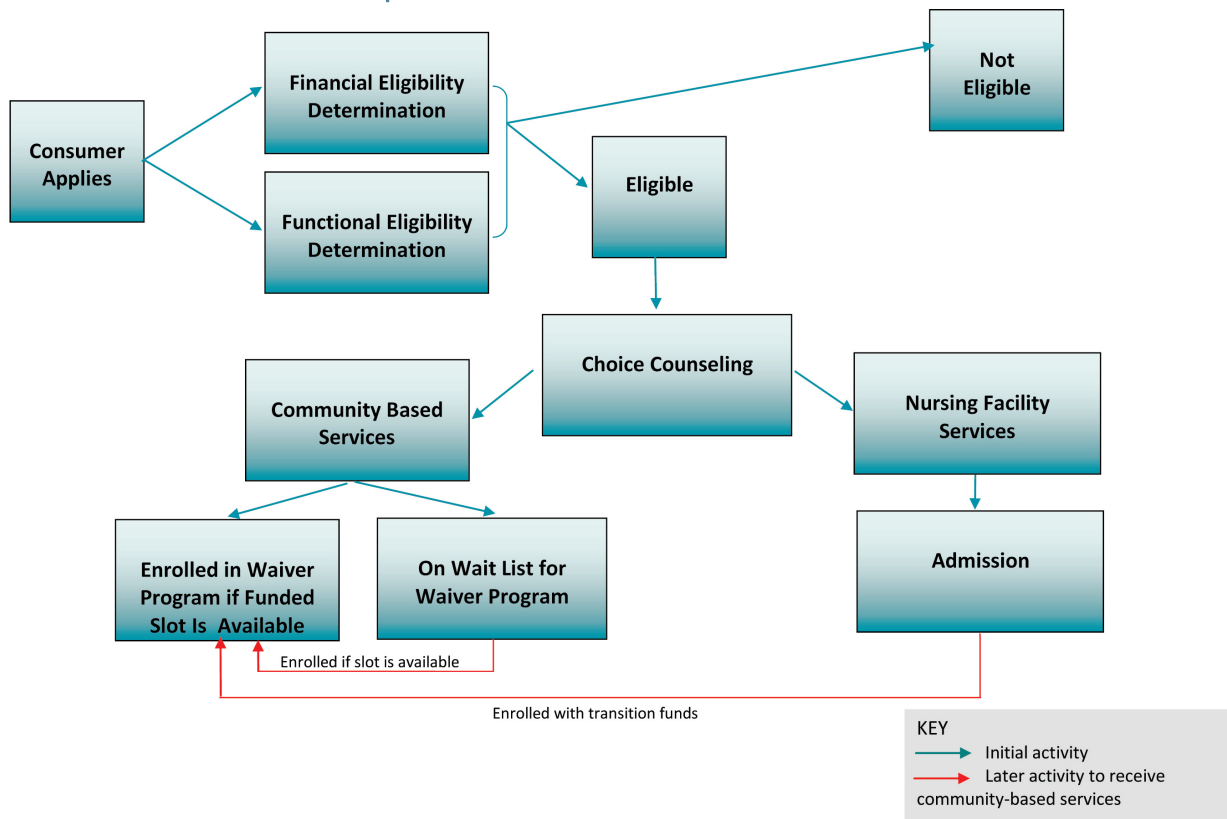 Consumer
Applies
Financial Eligibility
Determination
Functional Eligibility
Determination
Not
Eligible
Eligible
Choice Counseling
Community Based
Services
Nursing Facility
Services
Enrolled in Waiver
Program if Funded
Slot Is Available
On Wait List for
Waiver Program
Admission
Enrolled if slot is available
Enrolled with transition funds
KEY
Initial activity
Later activity to receive
community-based services